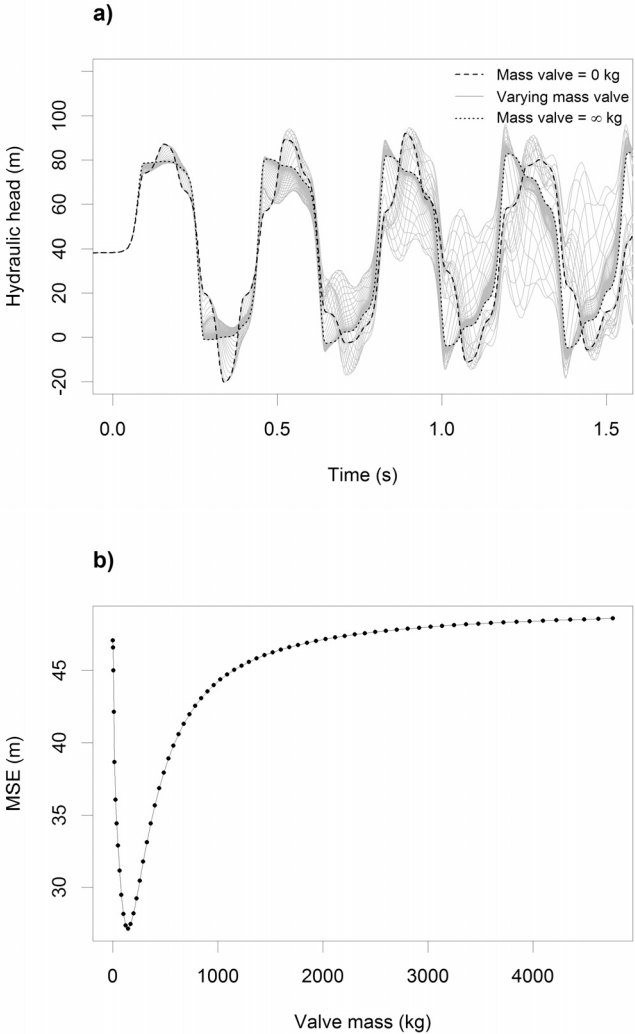 a)
Hydraulic head (m)
-20
0
20
40
60
80
100
Mass valve = 0 kg
Varying mass valve
Mass valve = ∞ kg
0.0 0.5 1.0 1.5
Time (s)
b)
MSE (m)
30
35
40
45
0 1000 2000 3000 4000
Valve mass (kg)